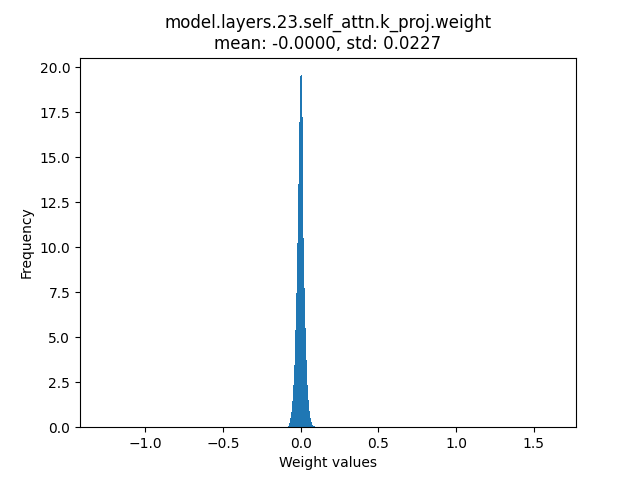 model.layers.23.self_attn.k_proj.weight
mean: -0.0000, std: 0.0227
20.0
17.5
15.0
12.5
10.0
7.5
5.0
2.5
0.0
Frequency
−1.0 −0.5 0.0 0.5 1.0 1.5
Weight values